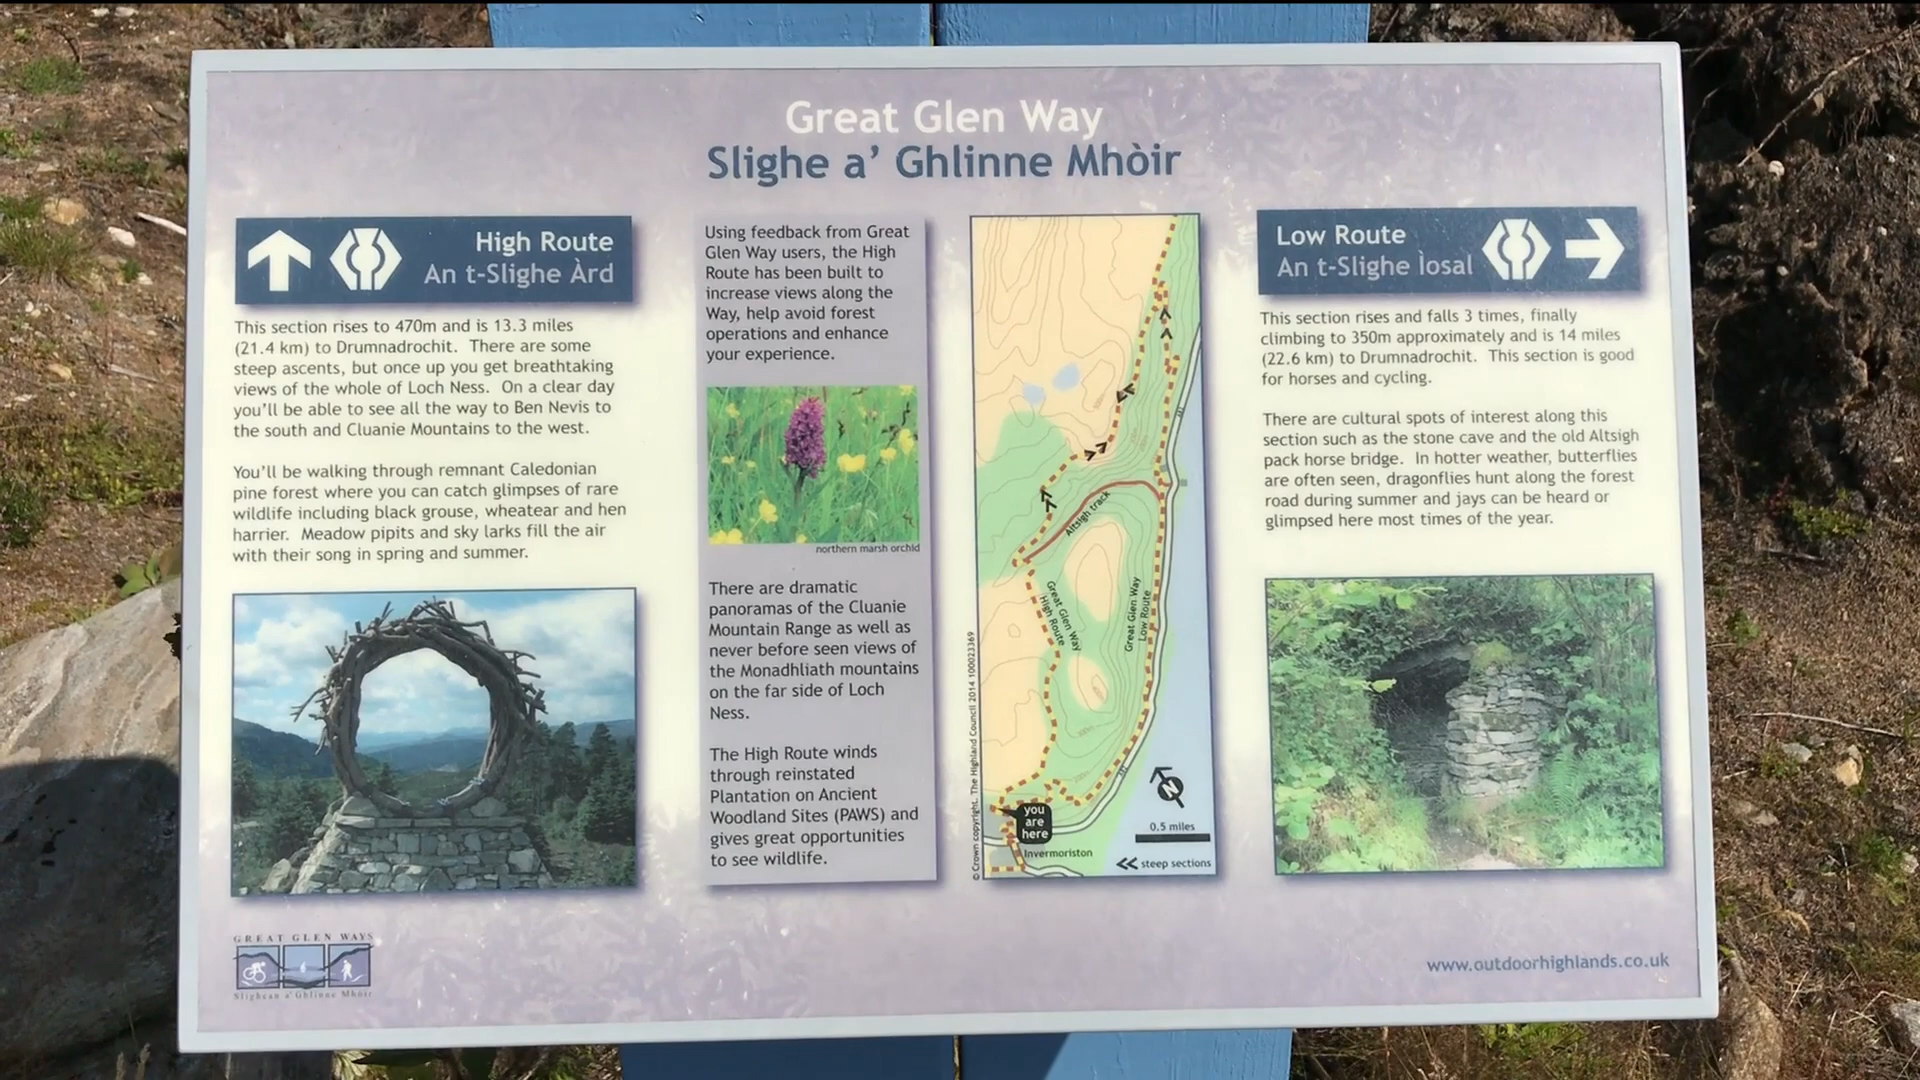 Great Glen Way
Slighe a' Ghlinne Mhòir
High Route
An t-Slighe Àrd
This section rises to 470m and is 13.3 miles
(21.4 km) to Drumnadrochit. There are some
steep ascents, but once up you get breathtaking
views of the whole of Loch Ness. On a clear day
you'll be able to see all the way to Ben Nevis to
the south and Cluanie Mountains to the west.
You'll be walking through remnant Caledonian
pine forest where you can catch glimpses of rare
wildlife including black grouse, wheatear and hen
harrier. Meadow pipits and sky larks fill the air
with their song in spring and summer.
GREAT GLEN WAYS
Slighean a' Ghlinne Mhòir
Using feedback from Great
Glen Way users, the High
Route has been built to
increase views along the
Way, help avoid forest
operations and enhance
your experience.
northern marsh orchid
There are dramatic
panoramas of the Cluanie
Mountain Range as well as
never before seen views of
the Monadhliath mountains
on the far side of Loch
Ness.
The High Route winds
through reinstated
Plantation on Ancient
Woodland Sites (PAWS) and
gives great opportunities
to see wildlife.
© Crown copyright. The Highland Council 2014 100023369
Altsigh track
Great Glen Way
High Route
Great Glen Way
Low Route
you
are
here
Invermoriston
N
0.5 miles
steep sections
Low Route
An t-Slighe Ìosal
This section rises and falls 3 times, finally
climbing to 350m approximately and is 14 miles
(22.6 km) to Drumnadrochit. This section is good
for horses and cycling.
There are cultural spots of interest along this
section such as the stone cave and the old Altsigh
pack horse bridge. In hotter weather, butterflies
are often seen, dragonflies hunt along the forest
road during summer and jays can be heard or
glimpsed here most times of the year.
www.outdoorhighlands.co.uk